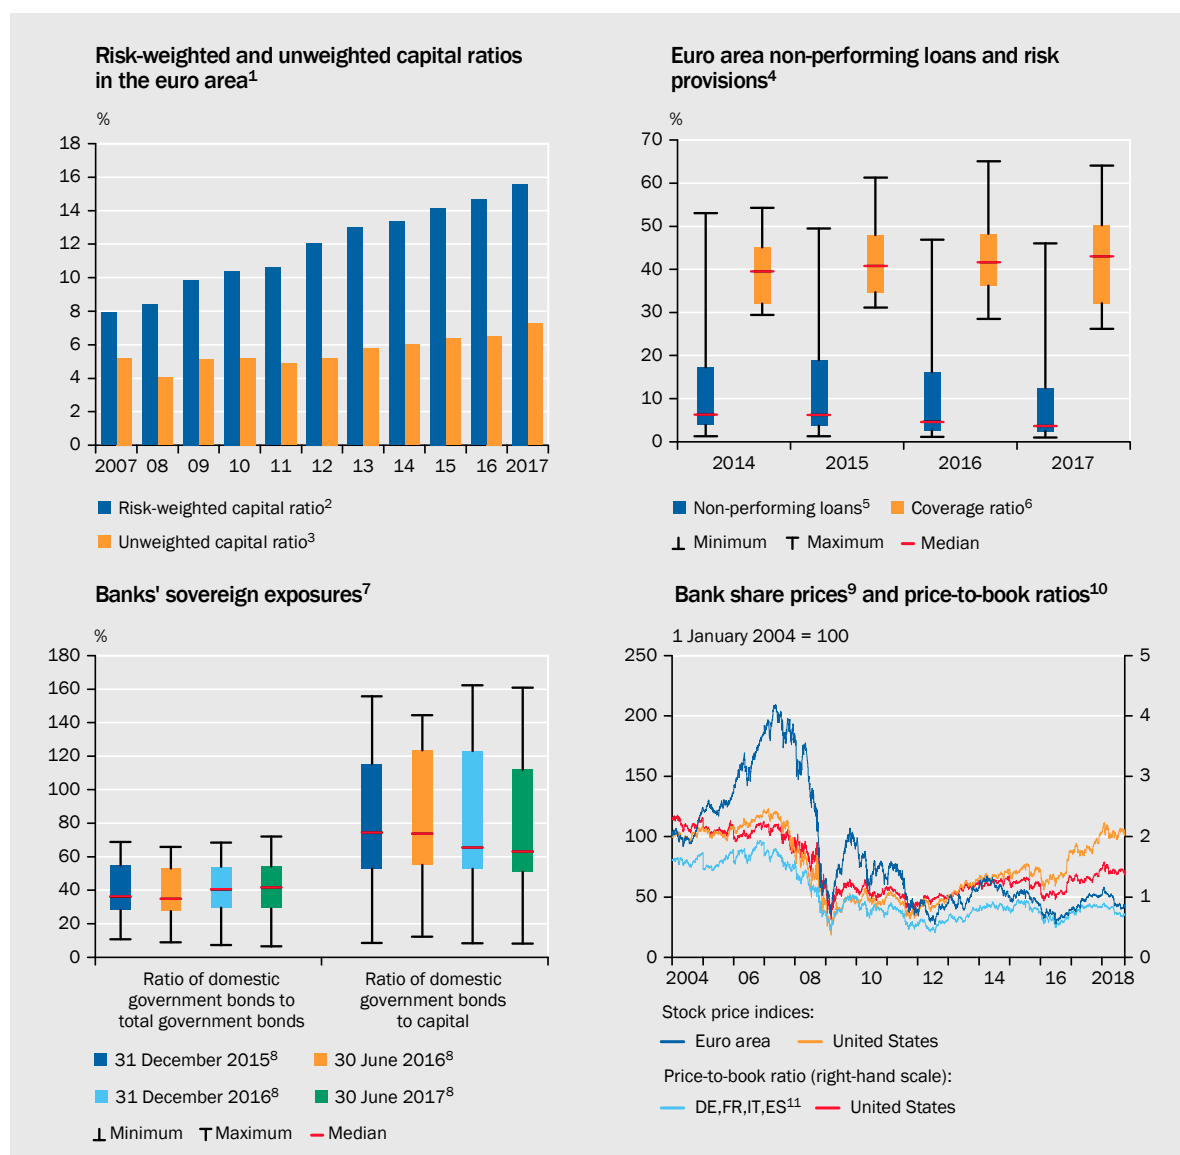 Risk-weighted and unweighted capital ratios
in the euro area1
%
18
16
14
12
10
8
6
4
2
0
2007 08 09 10 11 12 13 14 15 16 2017
Risk-weighted capital ratio2
Unweighted capital ratio3
Euro area non-performing loans and risk
provisions4
%
70
60
50
40
30
20
10
0
2014 2015 2016 2017
Non-performing loans5 Coverage ratio6
Minimum Maximum Median
Banks' sovereign exposures7
%
180
160
140
120
100
80
60
40
20
0
Ratio of domestic
government bonds to
total government bonds
Ratio of domestic
government bonds
to capital
31 December 20158 30 June 20168
31 December 20168 30 June 20178
Minimum Maximum Median
Bank share prices9 and price-to-book ratios10
1 January 2004 = 100
250 5
200 4
150 3
100 2
50 1
0 0
2004 06 08 10 12 14 16 2018
Stock price indices:
Euro area United States
Price-to-book ratio (right-hand scale):
DE,FR,IT,ES11 United States